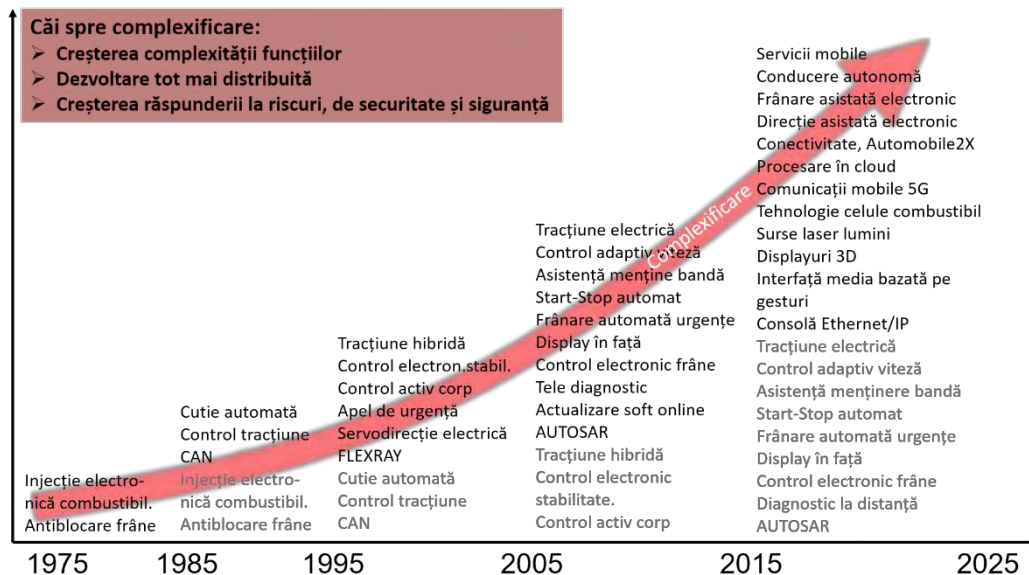 Căi spre complexificare:
➢ Creșterea complexității funcțiilor
➢ Dezvoltare tot mai distribuită
➢ Creșterea răspunderii la riscuri, de securitate și siguranță
Injecție electro-
nică combustibil.
Antiblocare frâne
Cutie automată
Control tracțiune
CAN
Injecție electro-
nică combustibil.
Antiblocare frâne
Tracțiune hibridă
Control electron.stabil.
Control activ corp
Apel de urgență
Servodirecție electrică
FLEXRAY
Cutie automată
Control tracțiune
CAN
Tracțiune electrică
Control adaptiv viteză
Asistență menține bandă
Start-Stop automat
Frânare automată urgențe
Display în față
Control electronic frâne
Tele diagnostic
Actualizare soft online
AUTOSAR
Tracțiune hibridă
Control electronic
stabilitate.
Control activ corp
Complexificare
Servicii mobile
Conducere autonomă
Frânare asistată electronic
Direcție asistată electronic
Conectivitate, Automobile2X
Procesare în cloud
Comunicații mobile 5G
Tehnologie celule combustibil
Surse laser lumini
Displayuri 3D
Interfață media bazată pe
gesturi
Consolă Ethernet/IP
Tracțiune electrică
Control adaptiv viteză
Asistență menținere bandă
Start-Stop automat
Frânare automată urgențe
Display în față
Control electronic frâne
Diagnostic la distanță
AUTOSAR
1975 1985 1995 2005 2015 2025